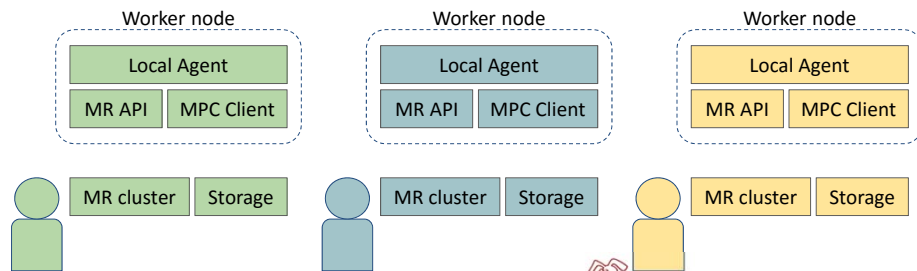 Worker node Worker node Worker node
Local Agent Local Agent Local Agent
MR API MPC Client MR API MPC Client MR API MPC Client
MR cluster Storage MR cluster Storage MR cluster Storage